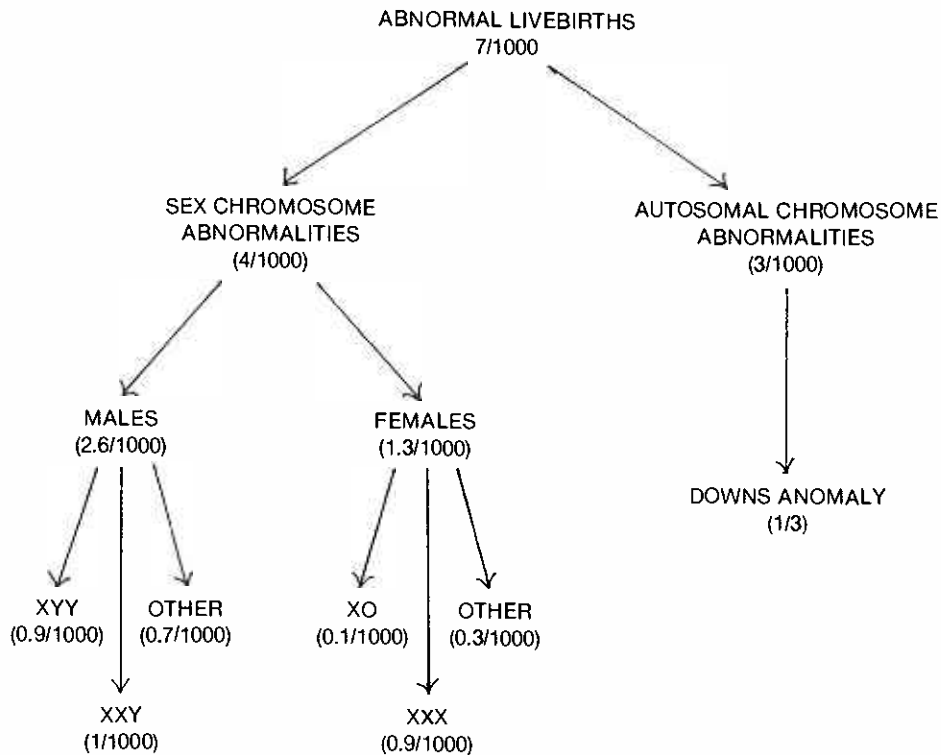 ABNORMAL LIVEBIRTHS
7/1000
SEX CHROMOSOME
ABNORMALITIES
(4/1000)
AUTOSOMAL CHROMOSOME
ABNORMALITIES
(3/1000)
MALES
(2.6/1000)
FEMALES
(1.3/1000)
DOWNS ANOMALY
(1/3)
XYY
(0.9/1000)
OTHER
(0.7/1000)
XO
(0.1/1000)
OTHER
(0.3/1000)
XXY
(1/1000)
XXX
(0.9/1000)